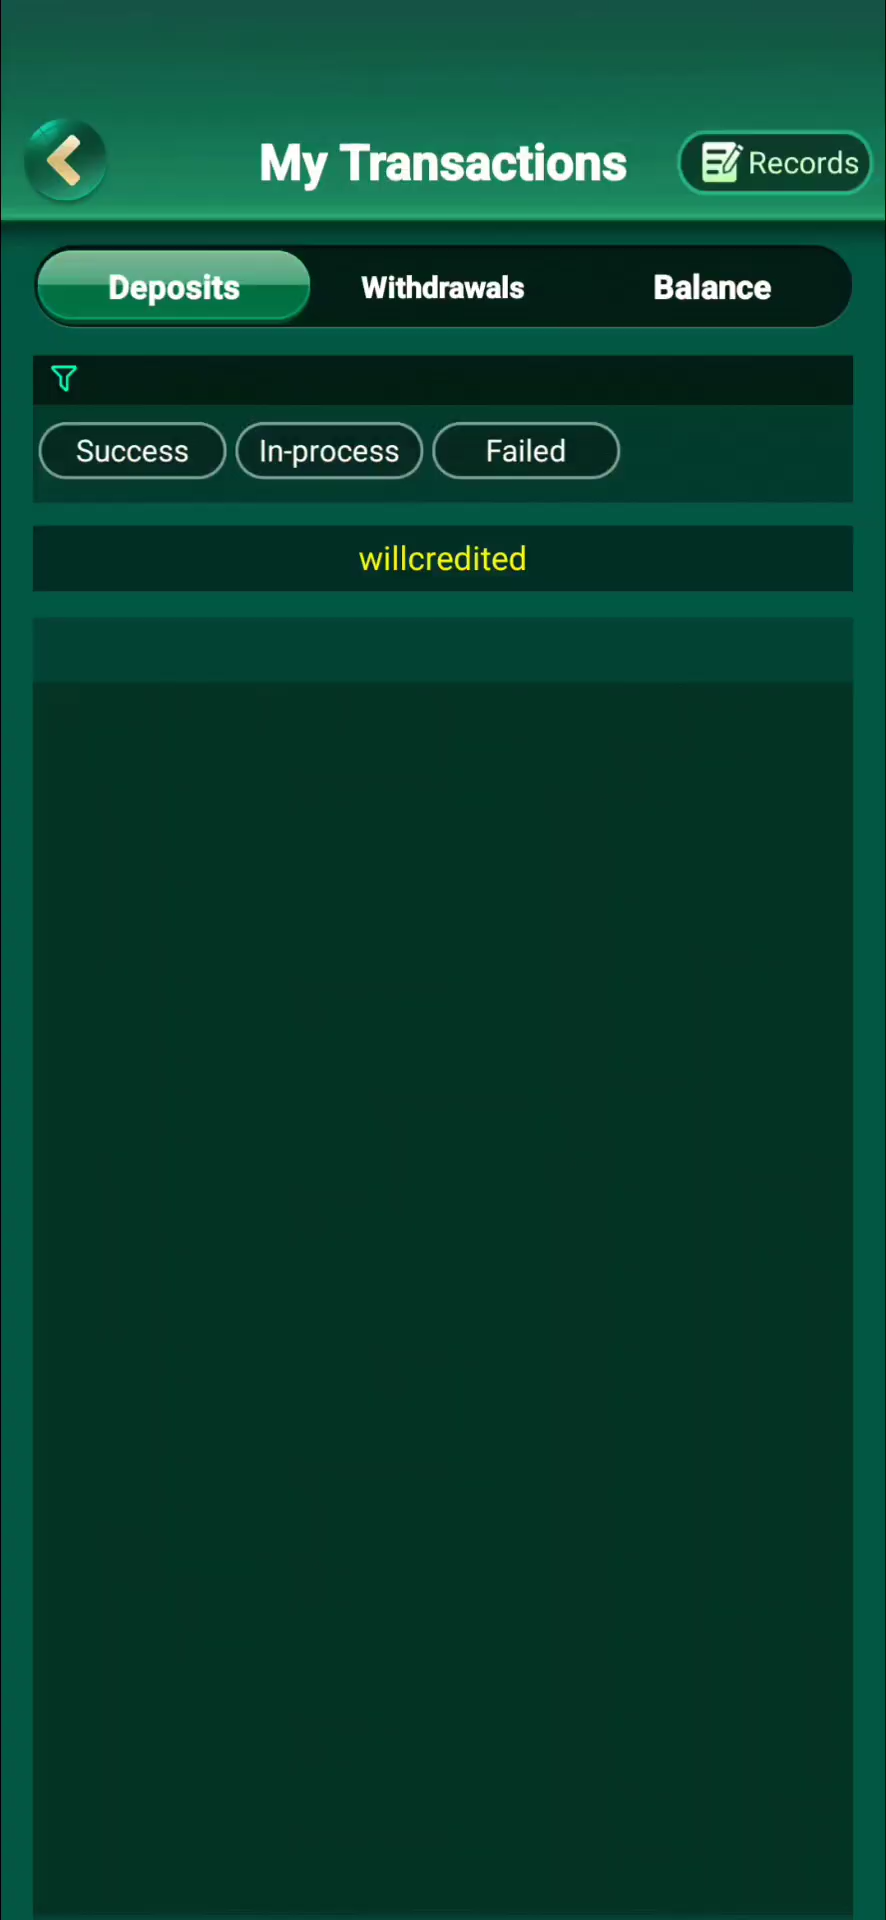 My Transactions
Records
Deposits
Withdrawals
Balance
Success
In-process
Failed
willcredited